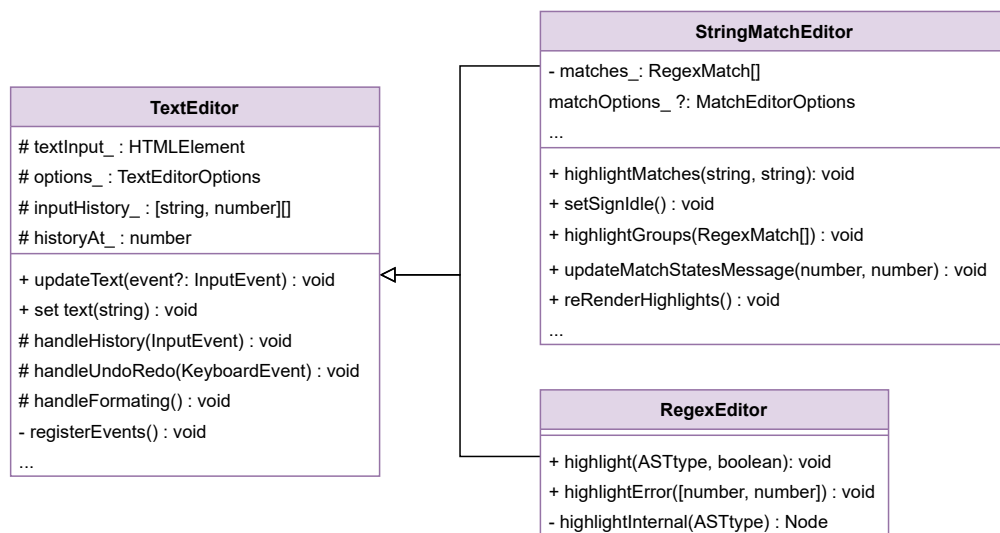 TextEditor
# textInput_ : HTMLElement
# options_ : TextEditorOptions
# inputHistory_ : [string, number][]
# historyAt_ : number
+ updateText(event?: InputEvent) : void
+ set text(string) : void
# handleHistory(InputEvent) : void
# handleUndoRedo(KeyboardEvent) : void
# handleFormating() : void
- registerEvents() : void
...
StringMatchEditor
- matches_: RegexMatch[]
matchOptions_ ?: MatchEditorOptions
...
+ highlightMatches(string, string): void
+ setSignIdle() : void
+ highlightGroups(RegexMatch[]) : void
+ updateMatchStatesMessage(number, number) : void
+ reRenderHighlights() : void
...
RegexEditor
+ highlight(ASTtype, boolean): void
+ highlightError([number, number]) : void
- highlightInternal(ASTtype) : Node